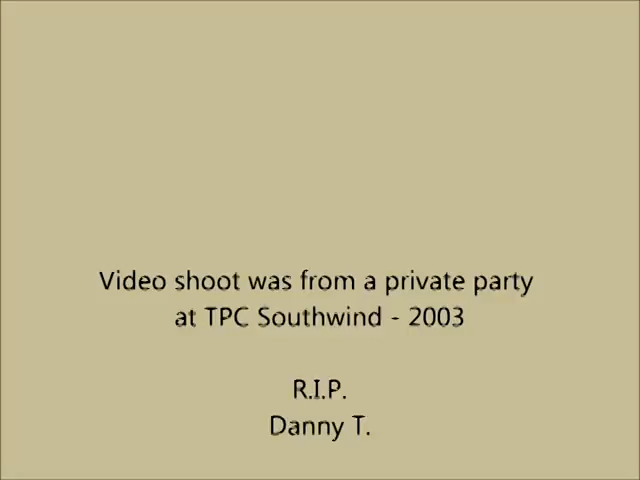 Video shoot was from a private party
at TPC Southwind - 2003
R.I.P.
Danny T.